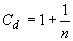 C_d = 1 + 1/n